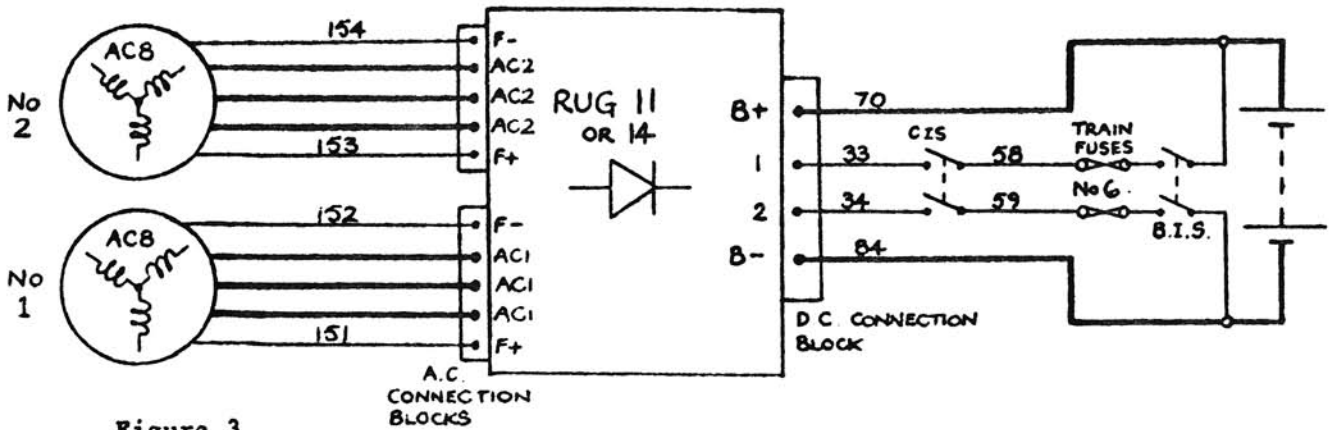 No
2
AC8
154
153
F-
AC2
AC2
AC2
F+
No
1
AC8
152
151
F-
AC1
AC1
AC1
F+
A.C.
CONNECTION
BLOCKS
RUG 11
OR 14
B+
1
2
B-
D.C. CONNECTION
BLOCK
70
33
CIS
58
TRAIN
FUSES
34
59
No 6.
B.I.S.
84
Figure 3